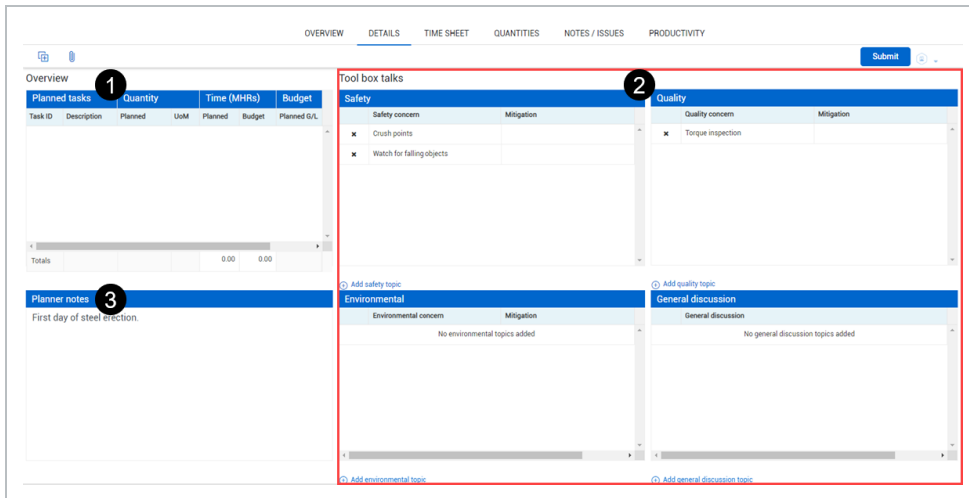 OVERVIEW DETAILS TIME SHEET QUANTITIES NOTES / ISSUES PRODUCTIVITY
Submit
Overview
1
Planned tasks Quantity Time (MHRs) Budget
Task ID Description Planned UoM Planned Budget Planned G/L
Totals 0.00 0.00
Tool box talks
2
Safety
Safety concern Mitigation
Crush points
Watch for falling objects
Add safety topic
Quality
Quality concern Mitigation
Torque inspection
Add quality topic
Planner notes
3
First day of steel erection.
Environmental
Environmental concern Mitigation
No environmental topics added
Add environmental topic
General discussion
General discussion
No general discussion topics added
Add general discussion topic